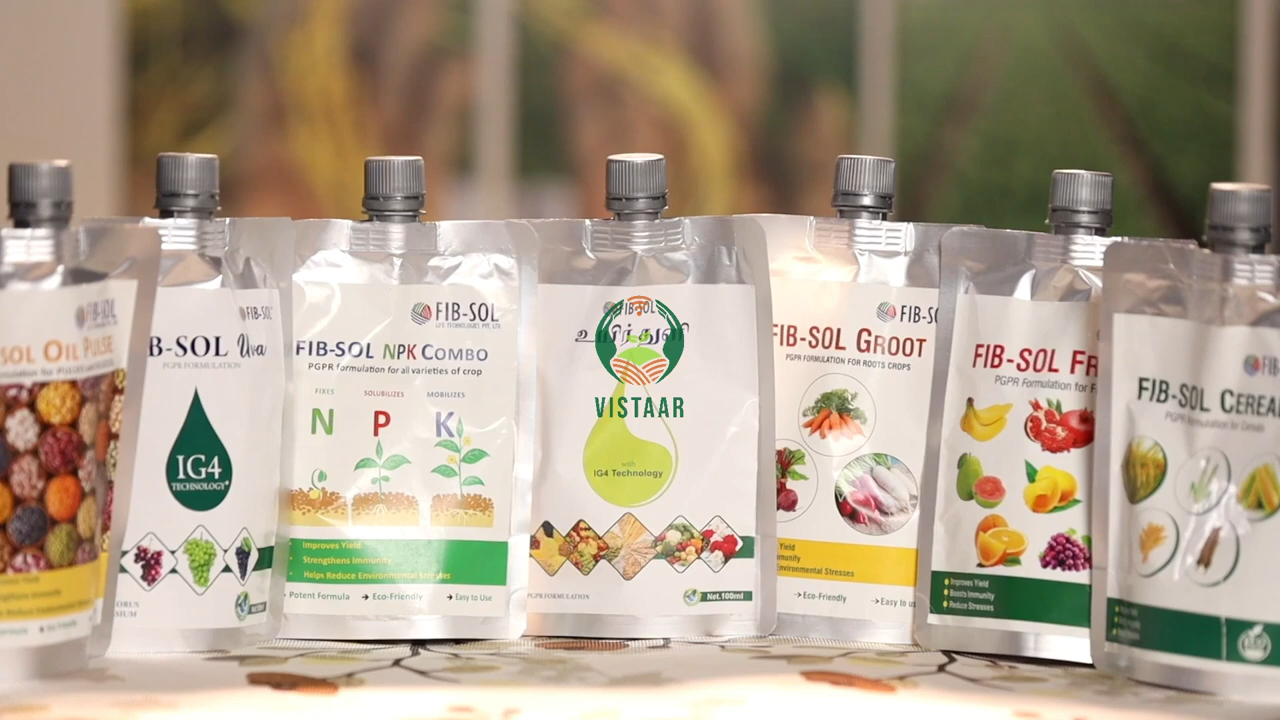 FIB-SOL
SOL OIL PULSE
FIB-SOL
B-SOL Uva
PGPR FORMULATION
IG4
TECHNOLOGY
FIB-SOL
LIFE TECHNOLOGIES PVT. LTD.
FIB-SOL NPK COMBO
PGPR formulation for all varieties of crop
FIXES SOLUBILIZES MOBILIZES
N P K
Improves Yield
Strengthens Immunity
Helps Reduce Environmental Stresses
Potent Formula → Eco-Friendly → Easy to Use
FIB-SOL
உயிர்துளி
VISTAAR
with
IG4 Technology
PGPR FORMULATION
Net.100ml
FIB-SO
FIB-SOL GROOT
PGPR FORMULATION FOR ROOTS CROPS
Yield
munity
Environmental Stresses
→Eco-Friendly →Easy to us
FIB-SOL FR
PGPR Formulation for F
Improves Yield
Boosts Immunity
Reduce Stresses
FIB-SOL CEREA
PGPR formulation for Cereals